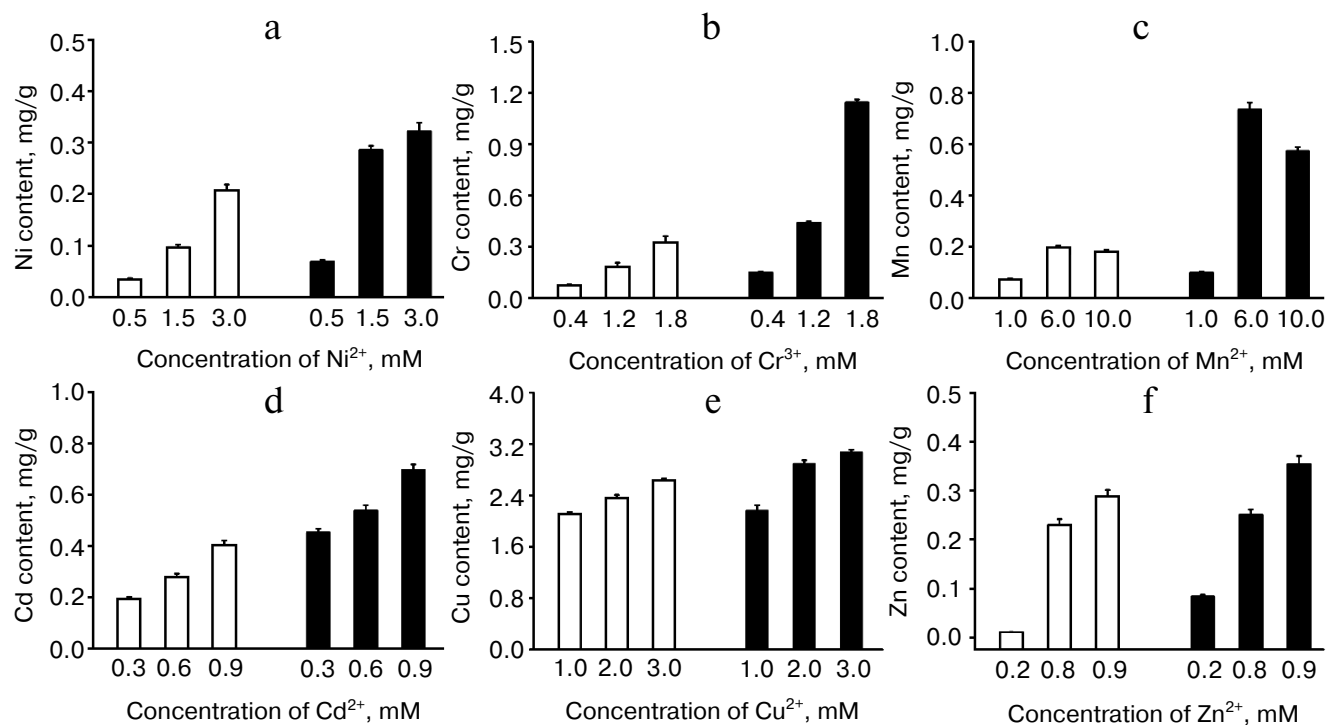 a
0.5
0.4
0.3
0.2
0.1
0.0
Ni content, mg/g
0.5 1.5 3.0 0.5 1.5 3.0
Concentration of Ni²⁺, mM
b
1.5
1.2
0.9
0.6
0.3
0.0
Cr content, mg/g
0.4 1.2 1.8 0.4 1.2 1.8
Concentration of Cr³⁺, mM
c
1.0
0.8
0.6
0.4
0.2
0.0
Mn content, mg/g
1.0 6.0 10.0 1.0 6.0 10.0
Concentration of Mn²⁺, mM
d
1.0
0.8
0.6
0.4
0.2
0.0
Cd content, mg/g
0.3 0.6 0.9 0.3 0.6 0.9
Concentration of Cd²⁺, mM
e
4.0
3.2
2.4
1.6
0.8
0.0
Cu content, mg/g
1.0 2.0 3.0 1.0 2.0 3.0
Concentration of Cu²⁺, mM
f
0.5
0.4
0.3
0.2
0.1
0.0
Zn content, mg/g
0.2 0.8 0.9 0.2 0.8 0.9
Concentration of Zn²⁺, mM